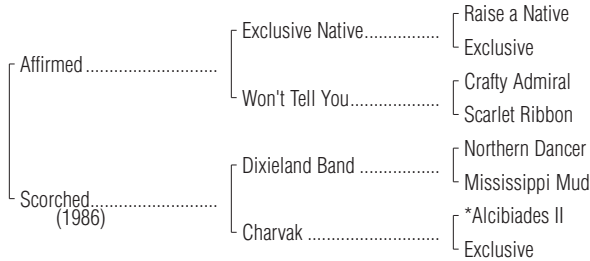 Raise a Native
Exclusive Native.................
Exclusive
Affirmed.............................
Crafty Admiral
Won't Tell You....................
Scarlet Ribbon
Northern Dancer
Dixieland Band ..................
Mississippi Mud
Scorched............................
(1986)
*Alcibiades II
Charvak .............................
Exclusive